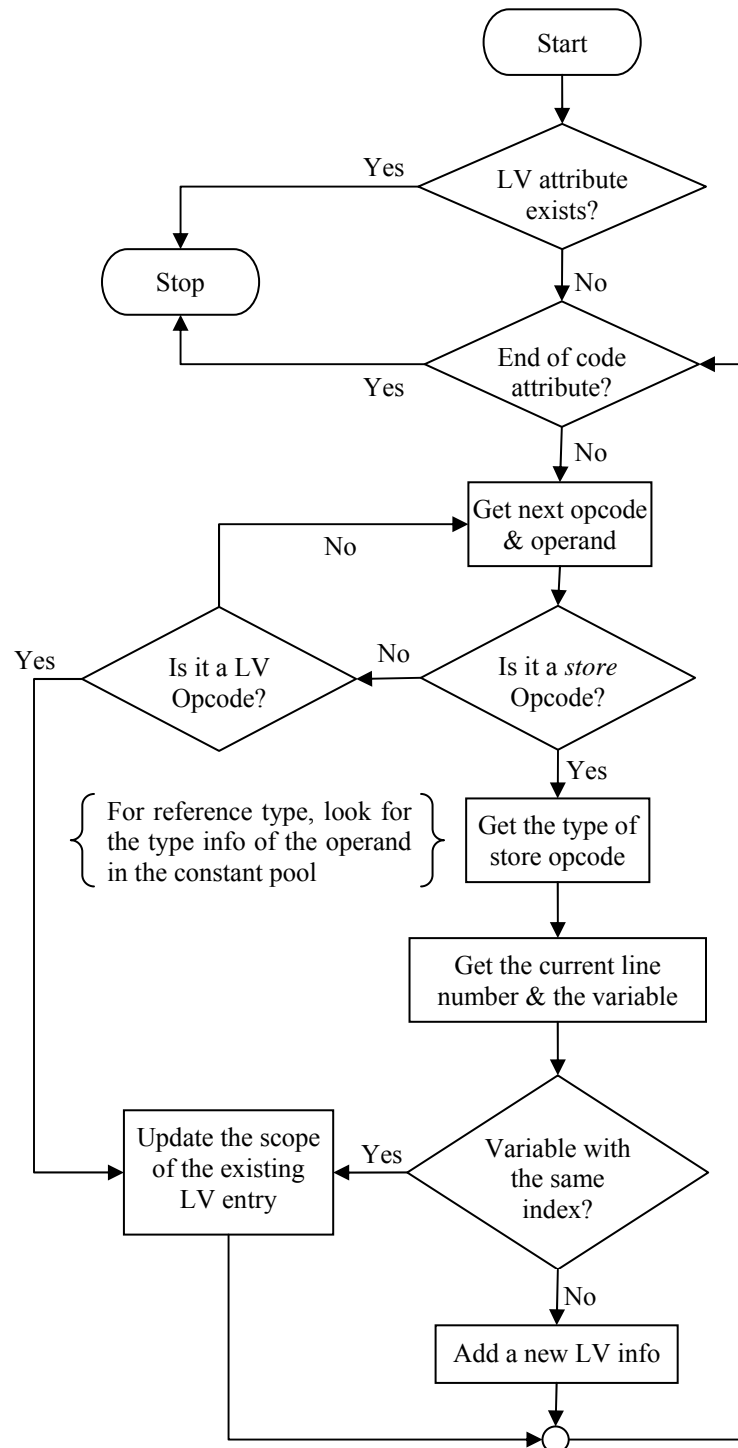 Start
Yes
LV attribute
exists?
Stop
No
End of code
attribute?
Yes
No
Get next opcode
& operand
No
Yes
Is it a LV
Opcode?
No
Is it a store
Opcode?
Yes
For reference type, look for
the type info of the operand
in the constant pool
Get the type of
store opcode
Get the current line
number & the variable
Update the scope
of the existing
LV entry
Yes
Variable with
the same
index?
No
Add a new LV info